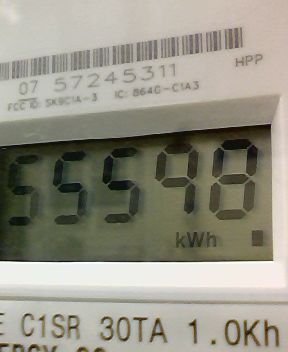 07 57245311 HPP
FCC ID: SK9C1A-3 IC: 864G-C1A3
55598
kWh
E C1SR 30TA 1.0Kh